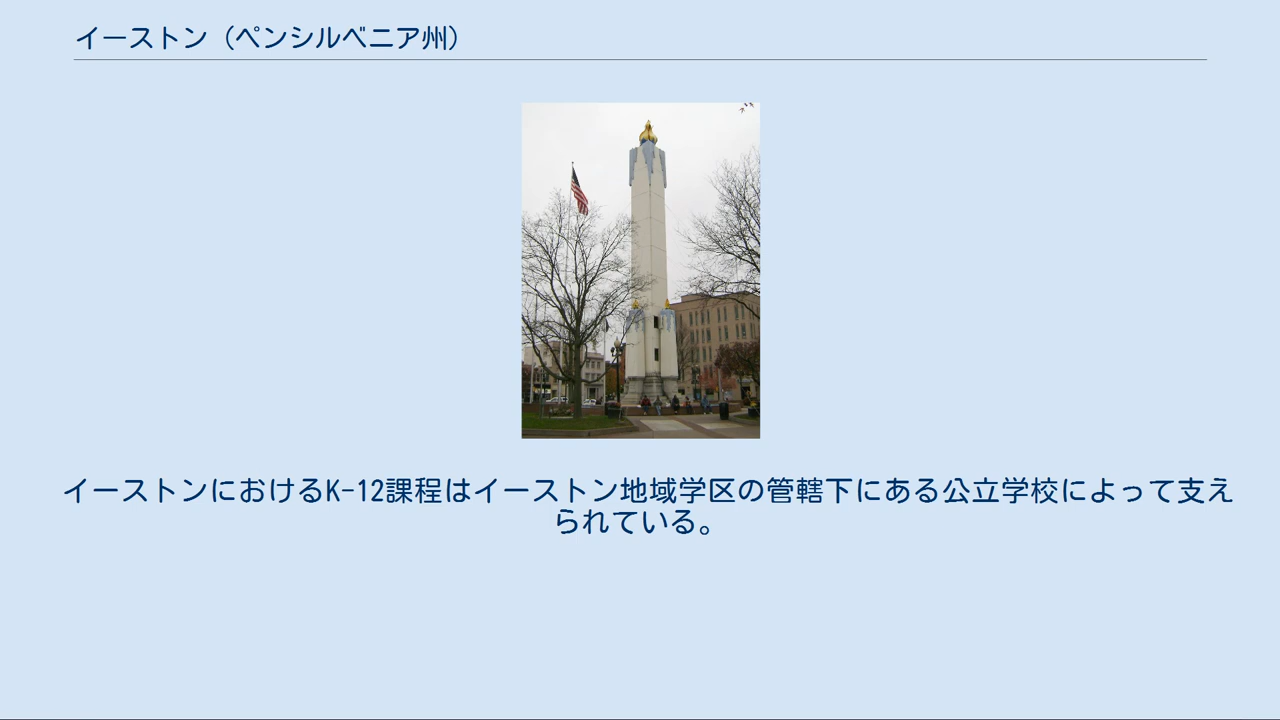 イーストン（ペンシルベニア州）
イーストンにおけるK-12課程はイーストン地域学区の管轄下にある公立学校によって支え
られている。